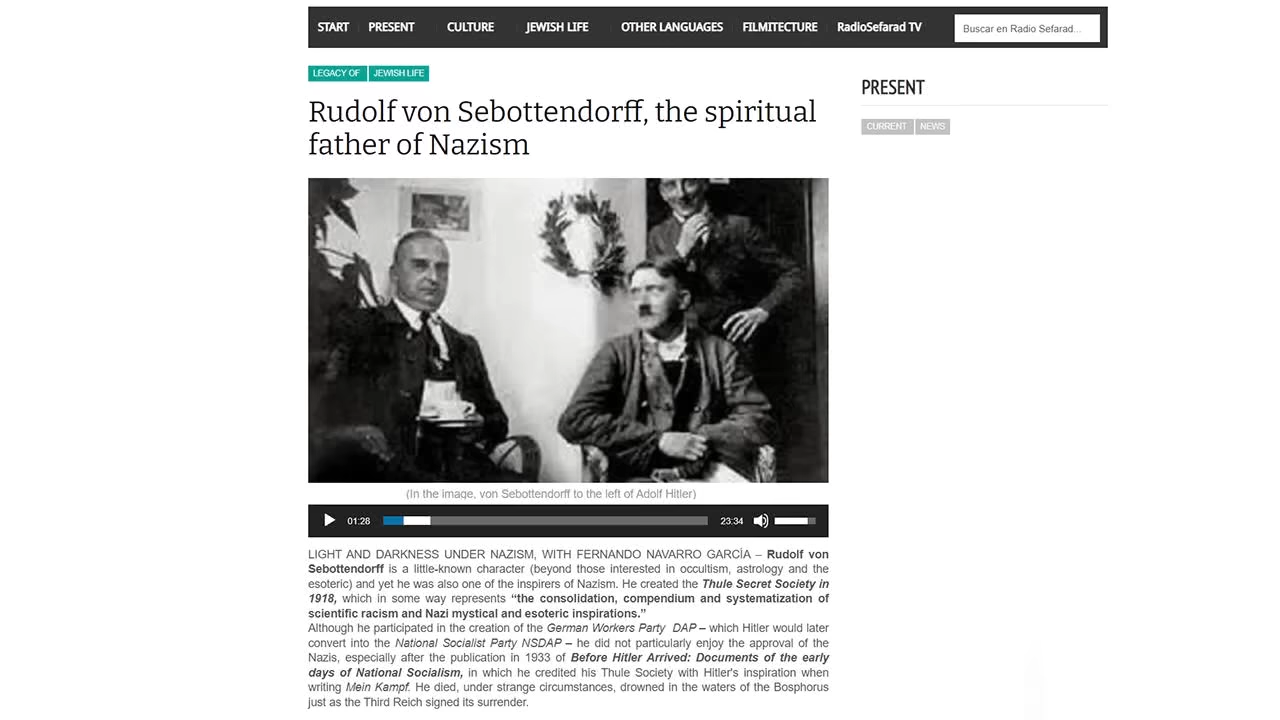 START PRESENT CULTURE JEWISH LIFE OTHER LANGUAGES FILMITECTURE RadioSefarad TV Buscar en Radio Sefarad...
LEGACY OF JEWISH LIFE
Rudolf von Sebottendorff, the spiritual
father of Nazism
(In the image, von Sebottendorff to the left of Adolf Hitler)
01:28 23:34
LIGHT AND DARKNESS UNDER NAZISM, WITH FERNANDO NAVARRO GARCÍA – Rudolf von
Sebottendorff is a little-known character (beyond those interested in occultism, astrology and the
esoteric) and yet he was also one of the inspirers of Nazism. He created the Thule Secret Society in
1918, which in some way represents “the consolidation, compendium and systematization of
scientific racism and Nazi mystical and esoteric inspirations.”
Although he participated in the creation of the German Workers Party DAP – which Hitler would later
convert into the National Socialist Party NSDAP – he did not particularly enjoy the approval of the
Nazis, especially after the publication in 1933 of Before Hitler Arrived: Documents of the early
days of National Socialism, in which he credited his Thule Society with Hitler's inspiration when
writing Mein Kampf. He died, under strange circumstances, drowned in the waters of the Bosphorus
just as the Third Reich signed its surrender.
PRESENT
CURRENT NEWS